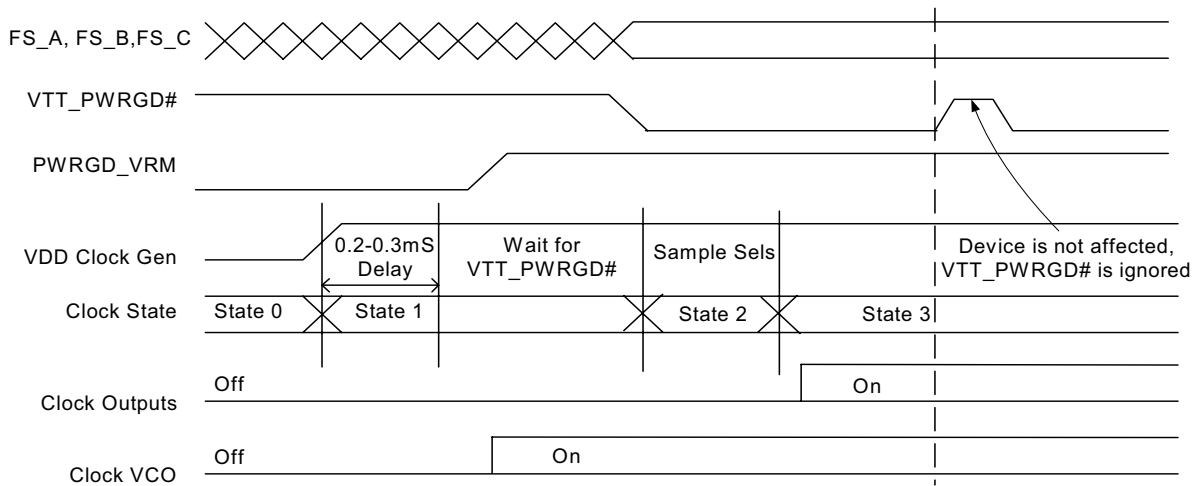 FS_A, FS_B,FS_C
VTT_PWRGD#
PWRGD_VRM
VDD Clock Gen
0.2-0.3mS
Delay
Wait for
VTT_PWRGD#
Sample Sels
Device is not affected,
VTT_PWRGD# is ignored
Clock State
State 0
State 1
State 2
State 3
Clock Outputs
Off
On
Clock VCO
Off
On